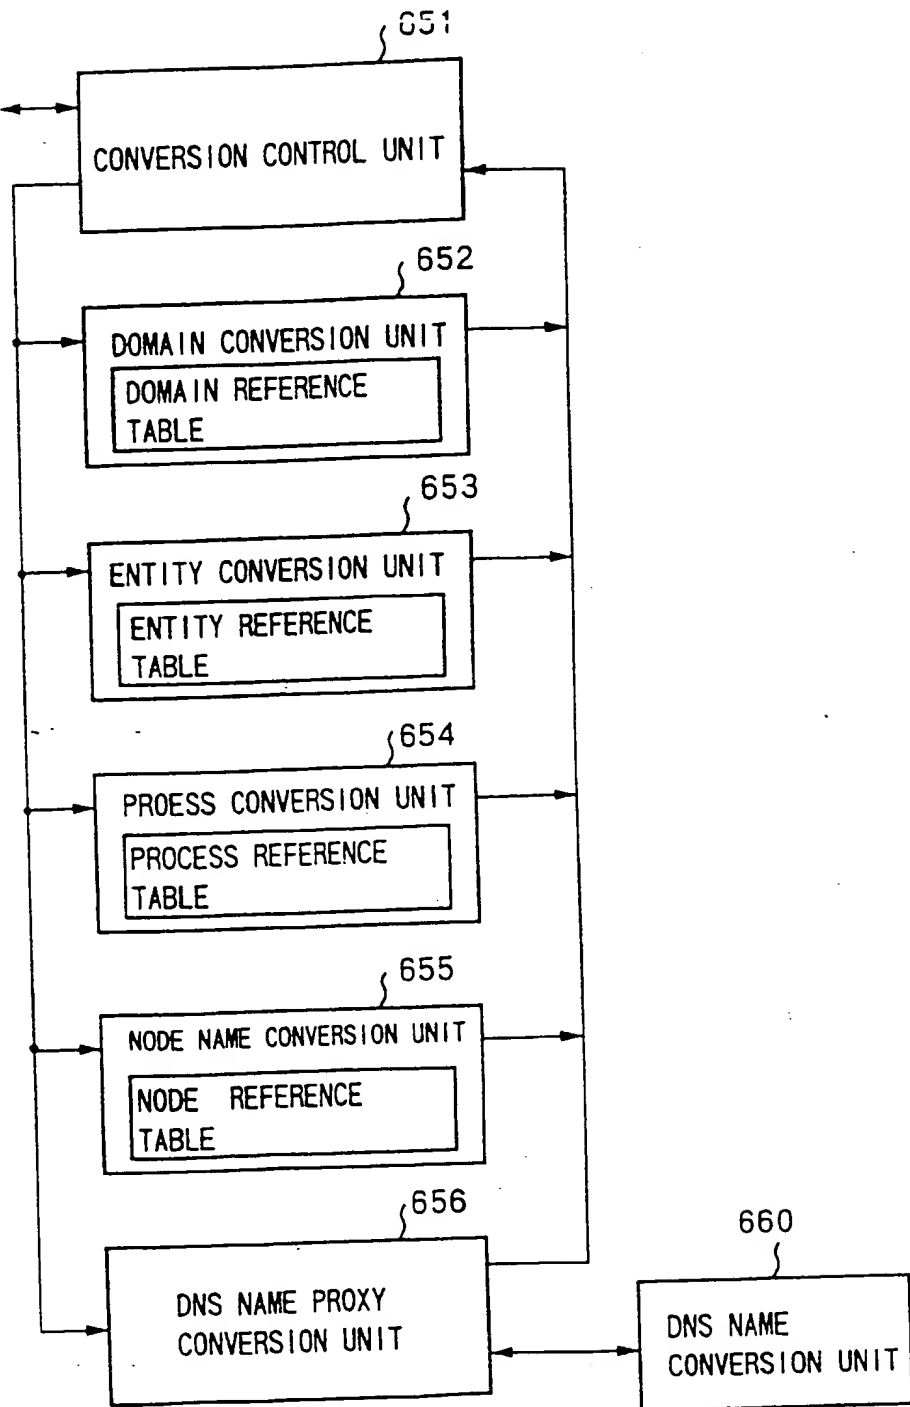 651
CONVERSION CONTROL UNIT
652
DOMAIN CONVERSION UNIT
DOMAIN REFERENCE
TABLE
653
ENTITY CONVERSION UNIT
ENTITY REFERENCE
TABLE
654
PROESS CONVERSION UNIT
PROCESS REFERENCE
TABLE
655
NODE NAME CONVERSION UNIT
NODE REFERENCE
TABLE
656
DNS NAME PROXY
CONVERSION UNIT
660
DNS NAME
CONVERSION UNIT